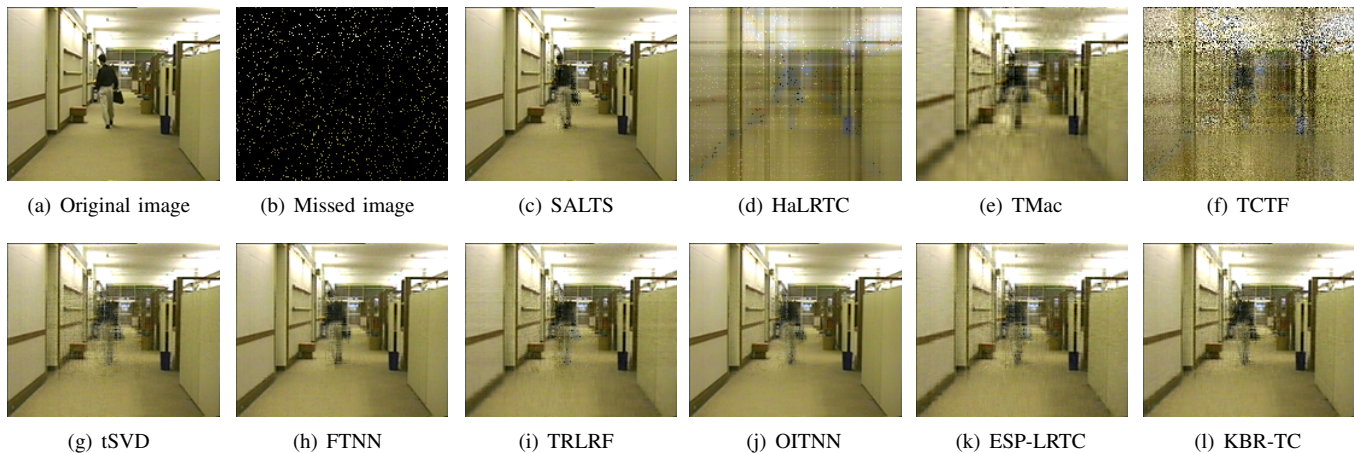 (a) Original image
(b) Missed image
(c) SALTS
(d) HaLRTC
(e) TMac
(f) TCTF
(g) tSVD
(h) FTNN
(i) TRLRF
(j) OITNN
(k) ESP-LRTC
(l) KBR-TC